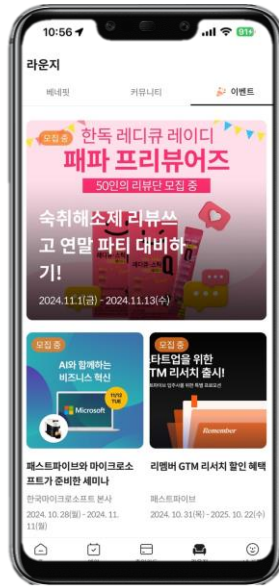 10:56
91
라운지
베네핏
커뮤니티
이벤트
모집 중
한독 레디큐 레이디
패파 프리뷰어즈
50인의 리뷰단 모집 중
숙취해소제 리뷰쓰
고 연말 파티 대비하
기!
2024.11.1(금) - 2024.11.13(수)
모집 중
AI와 함께하는
비즈니스 혁신
11/12
TUE
Microsoft
모집 중
타트업을 위한
TM 리서치 출시!
Remember
패스트파이브와 마이크로소
프트가 준비한 세미나
한국마이크로소프트 본사
2024. 10. 28(월) - 2024. 11.
11(월)
리멤버 GTM 리서치 할인 혜택
패스트파이브
2024. 10. 31(목) - 2025. 10. 22(수)